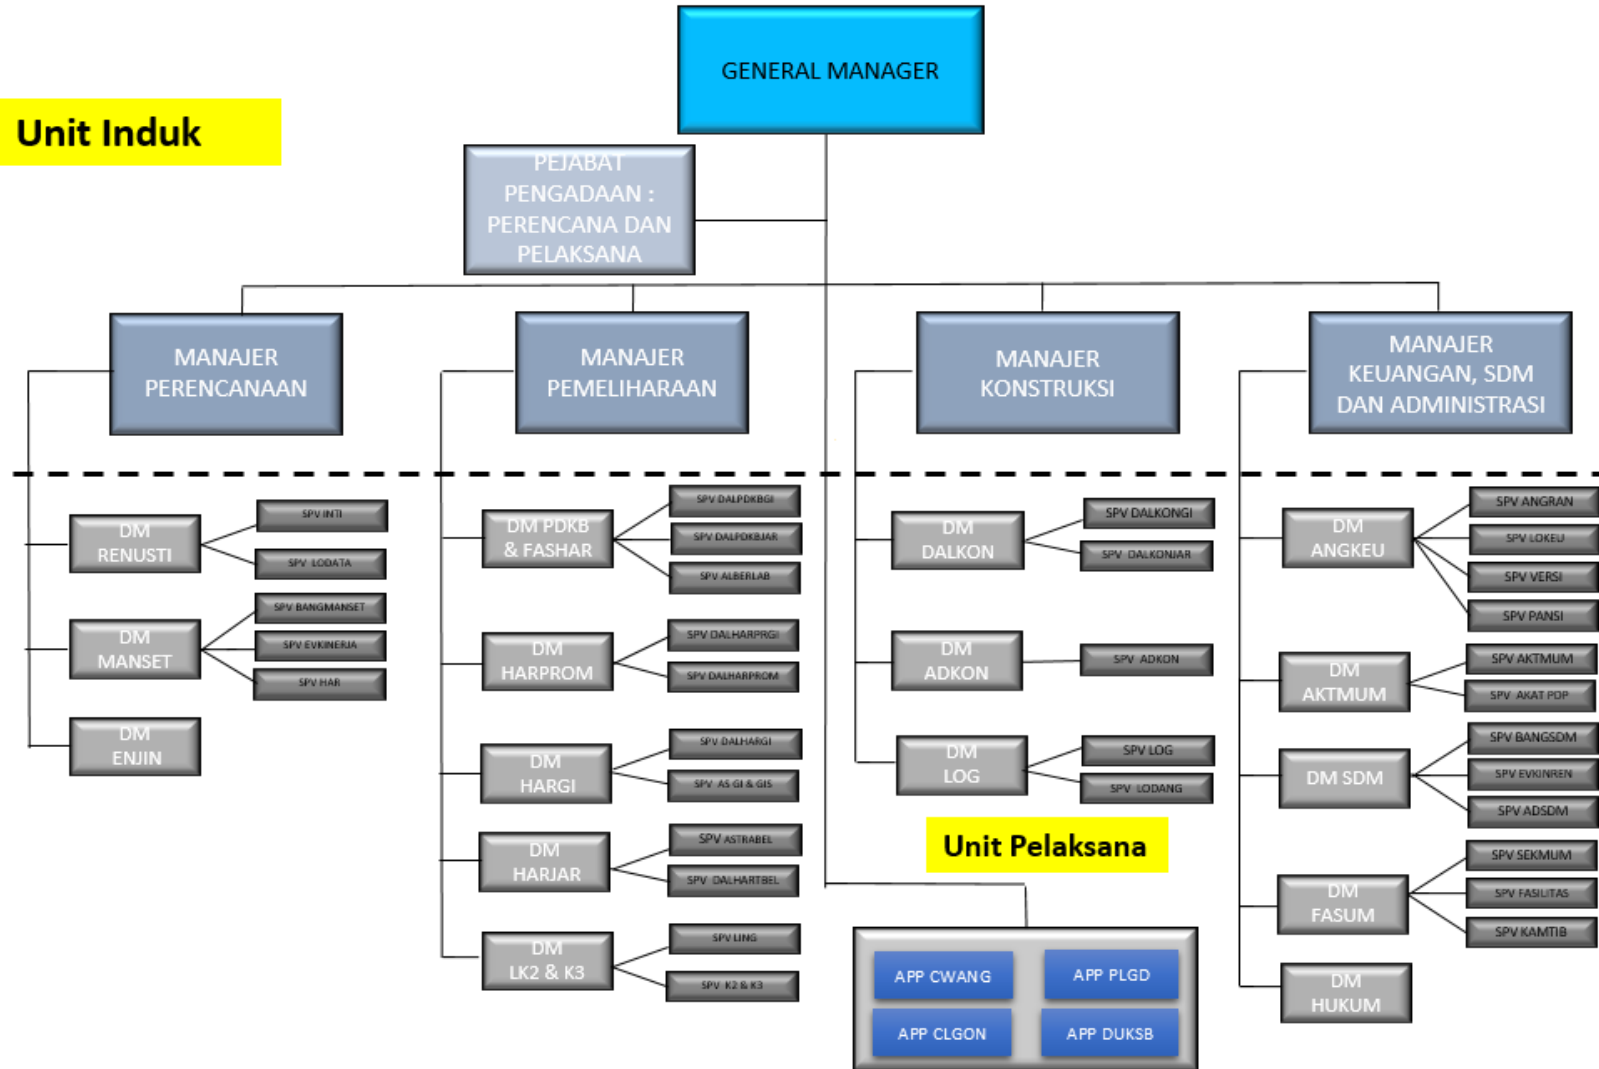 GENERAL MANAGER
Unit Induk
PEJABAT
PENGADAAN :
PERENCANA DAN
PELAKSANA
MANAJER
PERENCANAAN
MANAJER
PEMELIHARAAN
MANAJER
KONSTRUKSI
MANAJER
KEUANGAN, SDM
DAN ADMINISTRASI
DM
RENUSTI
SPV INTI
SPV LODATA
DM
MANSET
SPV BANGMANSET
SPV EVKINERJA
SPV HAR
DM
ENJIN
DM PDKB
& FASHAR
SPV DALPDKBGI
SPV DALPDKBJAR
SPV ALBERLAB
DM
HARPROM
SPV DALHARPRGI
SPV DALHARPROM
DM
HARGI
SPV DALHARGI
SPV AS GI & GIS
DM
HARJAR
SPV ASTRABEL
SPV DALHARTBEL
DM
LK2 & K3
SPV LING
SPV K2 & K3
DM
DALKON
SPV DALKONGI
SPV DALKONJAR
DM
ADKON
SPV ADKON
DM
LOG
SPV LOG
SPV LODANG
Unit Pelaksana
APP CWANG
APP PLGD
APP CLGON
APP DUKSB
DM
ANGKEU
SPV ANGRAN
SPV LOKEU
SPV VERSI
SPV PANSI
DM
AKTMUM
SPV AKTMUM
SPV AKAT PDP
DM SDM
SPV BANGSDM
SPV EVKINREN
SPV ADSDM
DM
FASUM
SPV SEKMUM
SPV FASILITAS
SPV KAMTIB
DM
HUKUM